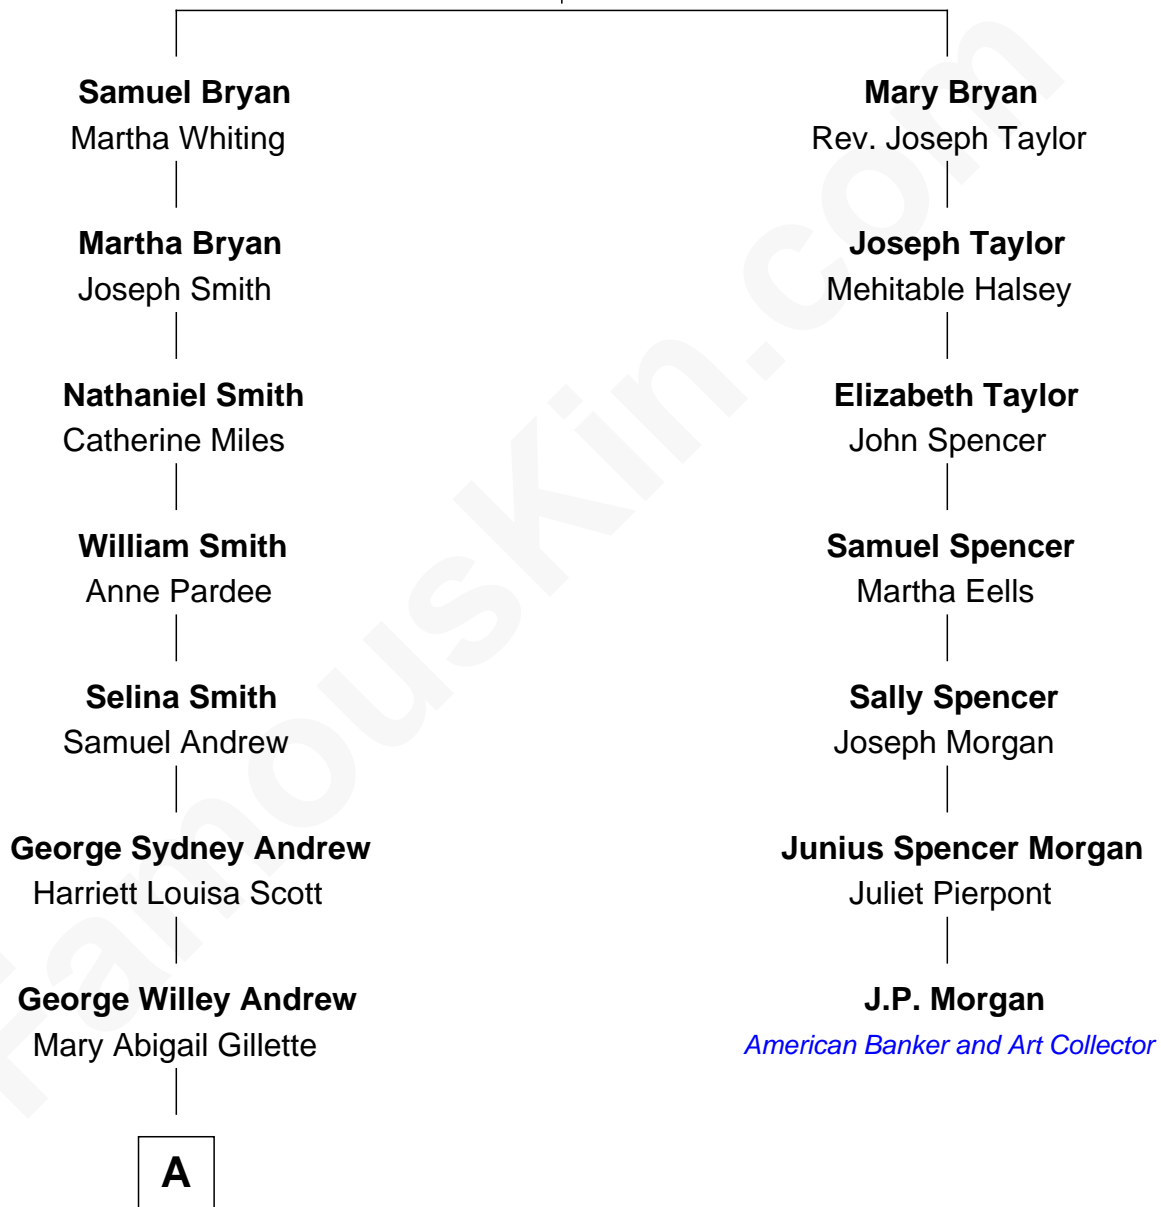 Samuel Bryan
Martha Whiting
Martha Bryan
Joseph Smith
Nathaniel Smith
Catherine Miles
William Smith
Anne Pardee
Selina Smith
Samuel Andrew
George Sydney Andrew
Harriett Louisa Scott
George Willey Andrew
Mary Abigail Gillette
A
Mary Bryan
Rev. Joseph Taylor
Joseph Taylor
Mehitable Halsey
Elizabeth Taylor
John Spencer
Samuel Spencer
Martha Eells
Sally Spencer
Joseph Morgan
Junius Spencer Morgan
Juliet Pierpont
J.P. Morgan
American Banker and Art Collector
FamousKin.com